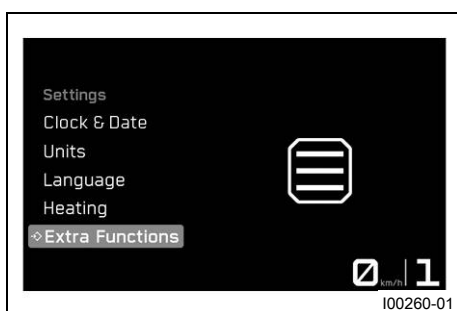 Settings
Clock & Date
Units
Language
Heating
Extra Functions
0 km/h 1
I00260-01